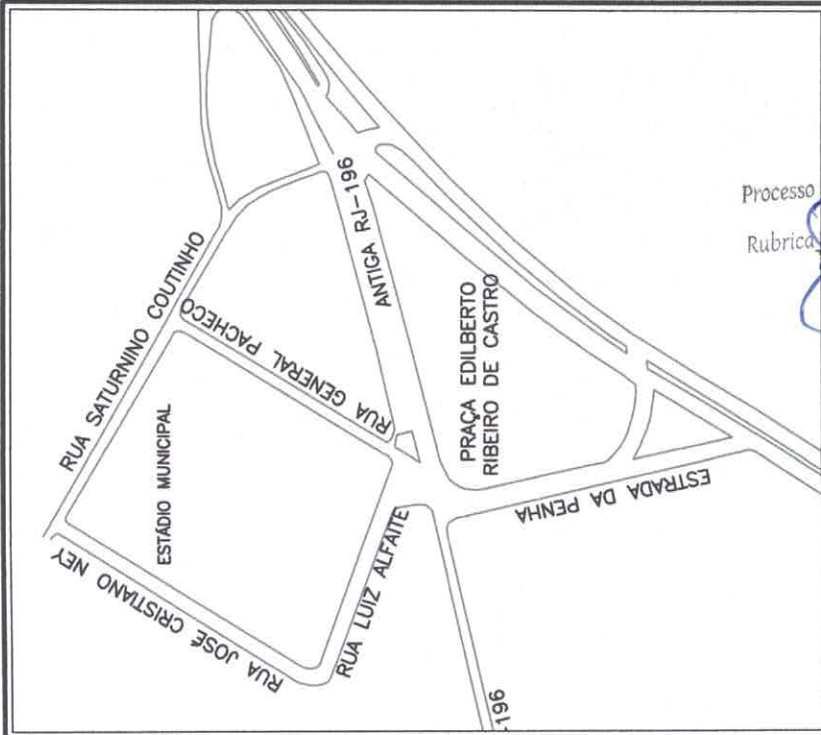 Processo
Rubrica
RUA SATURNINO COUTINHO
ANTIGA RJ-196
RUA GENERAL PACHECO
PRAÇA EDILBERTO
RIBEIRO DE CASTRO
ESTÁDIO MUNICIPAL
ESTRADA DA PENHA
RUA LUIZ ALFAITE
RUA JOSÉ CRISTIANO NEY
-196